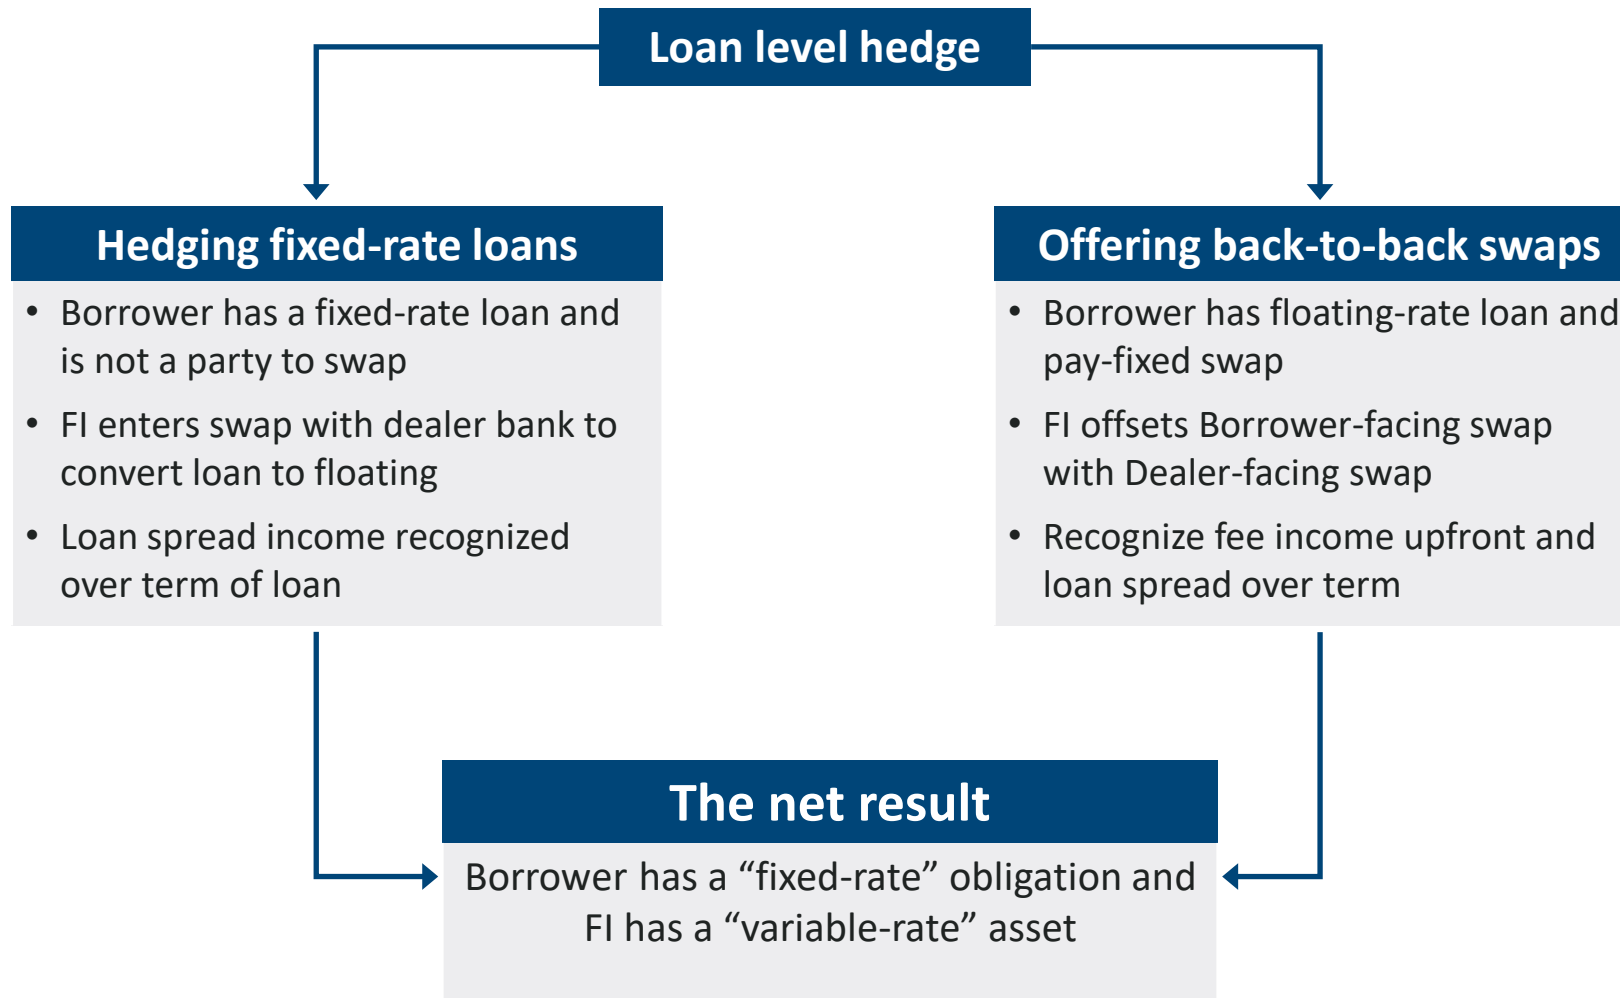 Loan level hedge
Hedging fixed-rate loans
• Borrower has a fixed-rate loan and
is not a party to swap
• FI enters swap with dealer bank to
convert loan to floating
• Loan spread income recognized
over term of loan
Offering back-to-back swaps
• Borrower has floating-rate loan and
pay-fixed swap
• FI offsets Borrower-facing swap
with Dealer-facing swap
• Recognize fee income upfront and
loan spread over term
The net result
Borrower has a “fixed-rate” obligation and
FI has a “variable-rate” asset